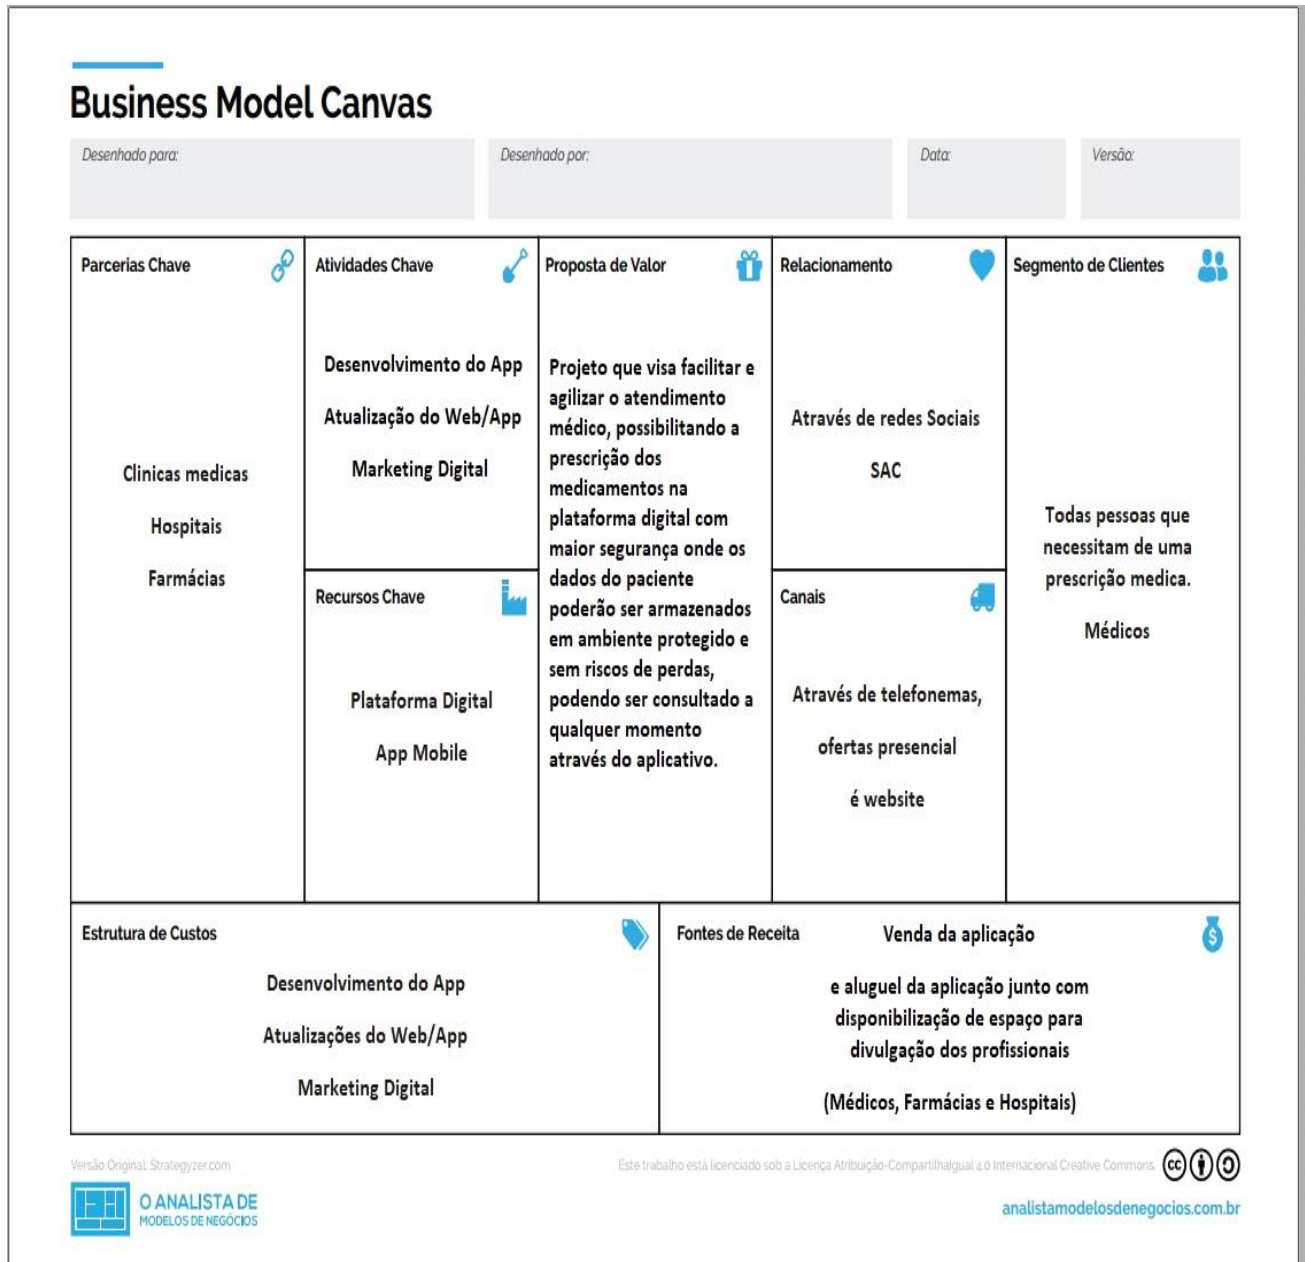 Business Model Canvas
Desenhado para:
Desenhado por:
Data:
Versão:
Parcerias Chave
Clinicas medicas
Hospitais
Farmácias
Atividades Chave
Desenvolvimento do App
Atualização do Web/App
Marketing Digital
Recursos Chave
Plataforma Digital
App Mobile
Proposta de Valor
Projeto que visa facilitar e
agilizar o atendimento
médico, possibilitando a
prescrição dos
medicamentos na
plataforma digital com
maior segurança onde os
dados do paciente
poderão ser armazenados
em ambiente protegido e
sem riscos de perdas,
podendo ser consultado a
qualquer momento
através do aplicativo.
Relacionamento
Através de redes Sociais
SAC
Canais
Através de telefonemas,
ofertas presencial
é website
Segmento de Clientes
Todas pessoas que
necessitam de uma
prescrição medica.
Médicos
Estrutura de Custos
Desenvolvimento do App
Atualizações do Web/App
Marketing Digital
Fontes de Receita
Venda da aplicação
e aluguel da aplicação junto com
disponibilização de espaço para
divulgação dos profissionais
(Médicos, Farmácias e Hospitais)
$
Versão Original: Strategyzer.com
Este trabalho está licenciado sob a Licença Atribuição-CompartilhaIgual 4.0 Internacional Creative Commons.
cc
O ANALISTA DE
MODELOS DE NEGÓCIOS
analistamodelosdenegocios.com.br